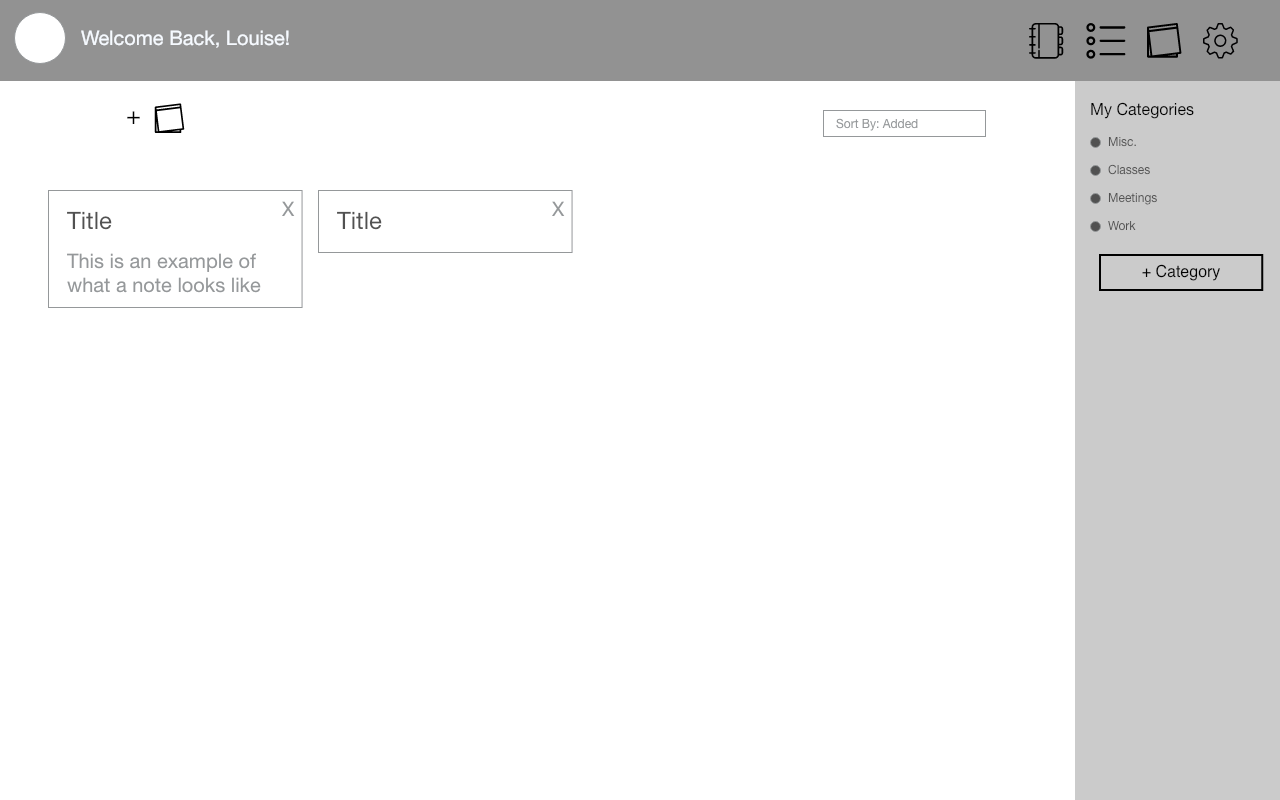 Welcome Back, Louise!
+
Sort By: Added
Title
X
This is an example of
what a note looks like
Title
X
My Categories
Misc.
Classes
Meetings
Work
+ Category